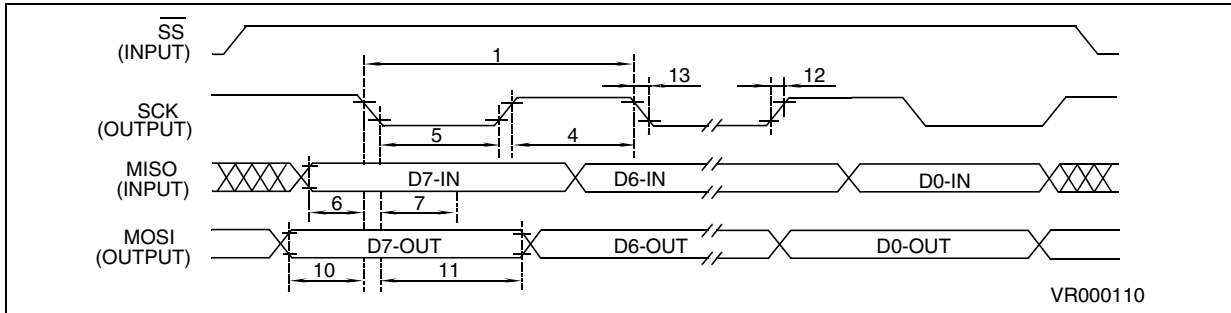 SS
(INPUT)
1
13
12
SCK
(OUTPUT)
5
4
MISO
(INPUT)
D7-IN
D6-IN
D0-IN
6
7
MOSI
(OUTPUT)
D7-OUT
D6-OUT
D0-OUT
10
11
VR000110